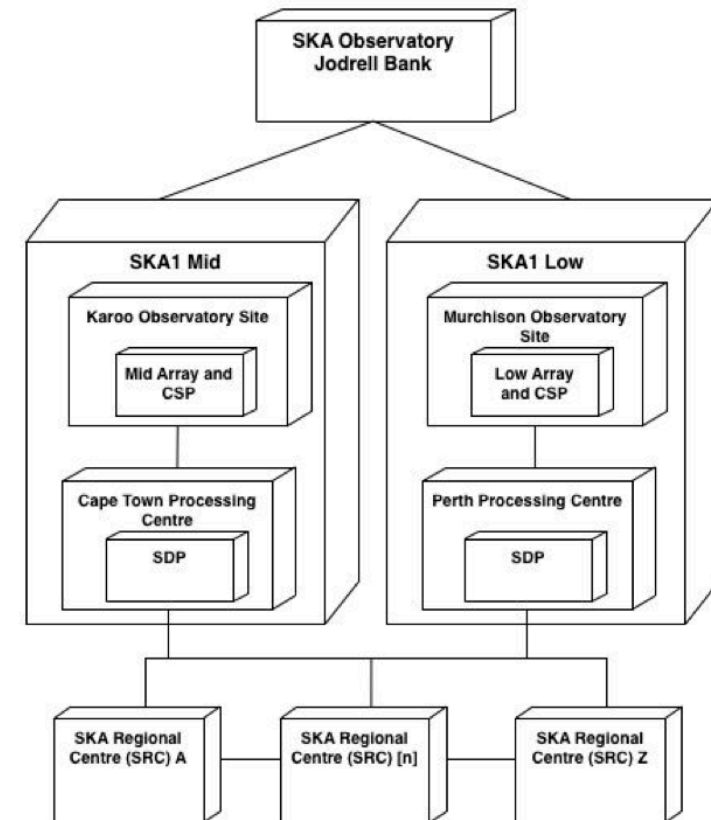 SKA Observatory
Jodrell Bank
SKA1 Mid
Karoo Observatory Site
Mid Array and
CSP
Cape Town Processing
Centre
SDP
SKA1 Low
Murchison Observatory
Site
Low Array
and CSP
Perth Processing Centre
SDP
SKA Regional
Centre (SRC) A
SKA Regional
Centre (SRC) [n]
SKA Regional
Centre (SRC) Z